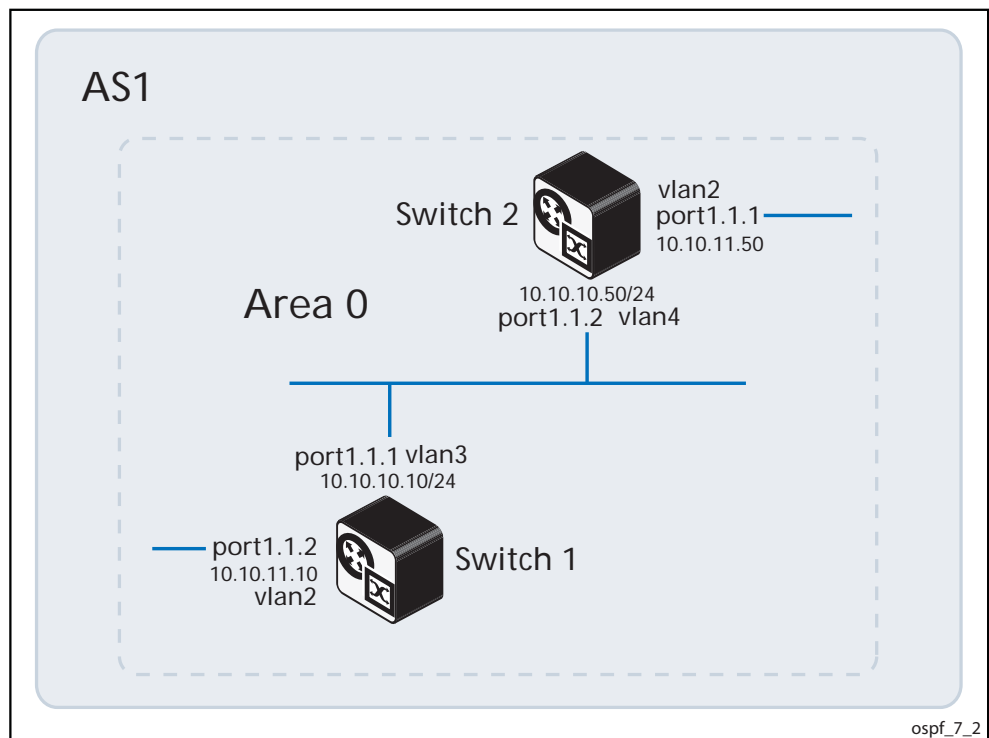 AS1
Switch 2
vlan2
port1.1.1
10.10.11.50
Area 0
10.10.10.50/24
port1.1.2 vlan4
port1.1.1 vlan3
10.10.10.10/24
port1.1.2
10.10.11.10
vlan2
Switch 1
ospf_7_2